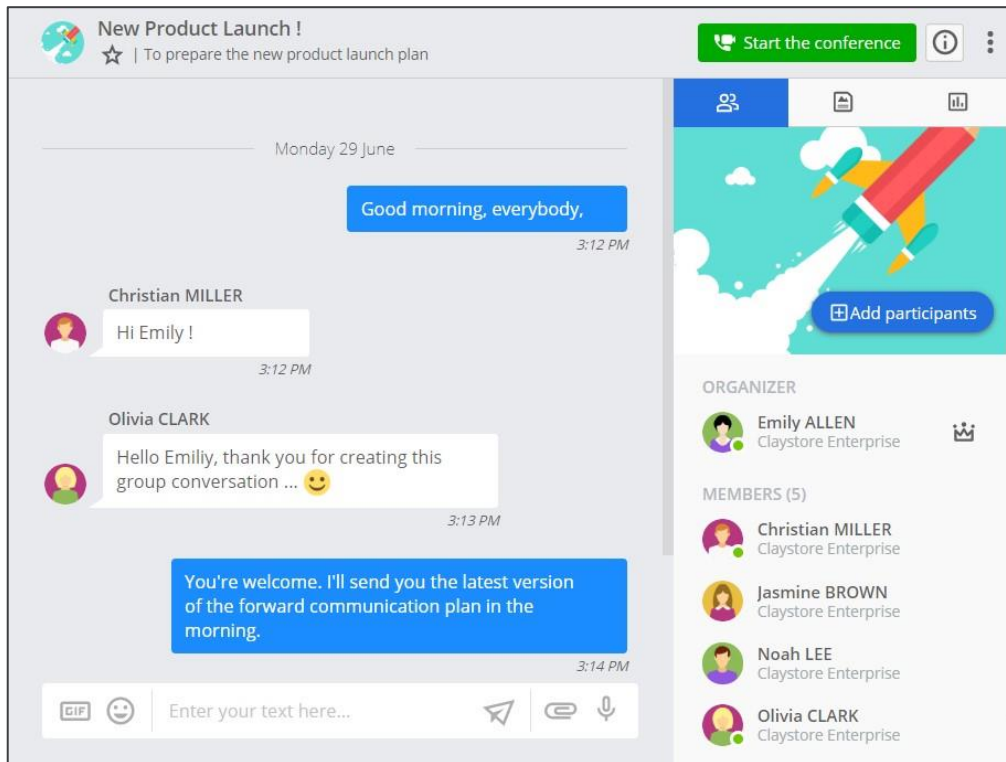 New Product Launch !
| To prepare the new product launch plan
Start the conference
Monday 29 June
Good morning, everybody,
3:12 PM
Christian MILLER
Hi Emily !
3:12 PM
Olivia CLARK
Hello Emiliy, thank you for creating this
group conversation ...
3:13 PM
You're welcome. I'll send you the latest version
of the forward communication plan in the
morning.
3:14 PM
GIF
Enter your text here...
Add participants
ORGANIZER
Emily ALLEN
Claystore Enterprise
MEMBERS (5)
Christian MILLER
Claystore Enterprise
Jasmine BROWN
Claystore Enterprise
Noah LEE
Claystore Enterprise
Olivia CLARK
Claystore Enterprise